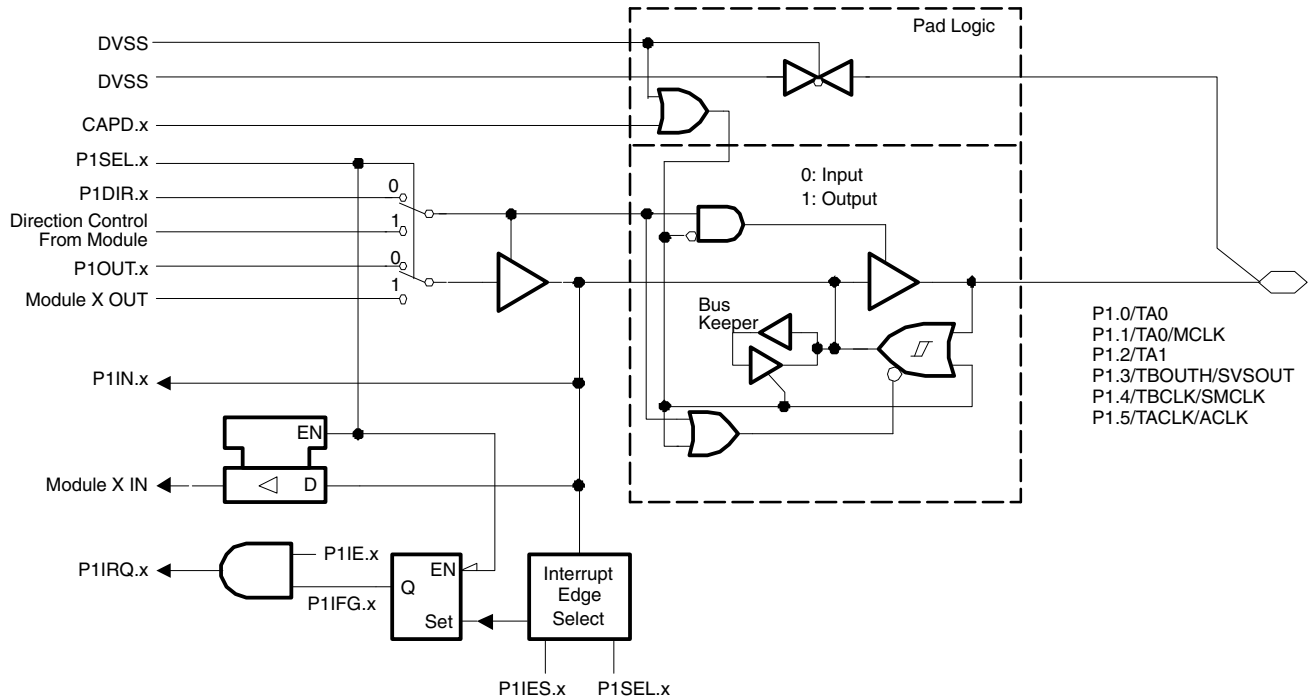 Pad Logic
DVSS
DVSS
CAPD.x
P1SEL.x
P1DIR.x
0
Direction Control
From Module
1
P1OUT.x
0
Module X OUT
1
0: Input
1: Output
Bus
Keeper
P1.0/TA0
P1.1/TA0/MCLK
P1.2/TA1
P1.3/TBOUTH/SVSOUT
P1.4/TBCLK/SMCLK
P1.5/TACLK/ACLK
P1IN.x
EN
Module X IN
D
P1IRQ.x
P1IE.x
P1IFG.x
EN
Q
Set
Interrupt
Edge
Select
P1IES.x
P1SEL.x